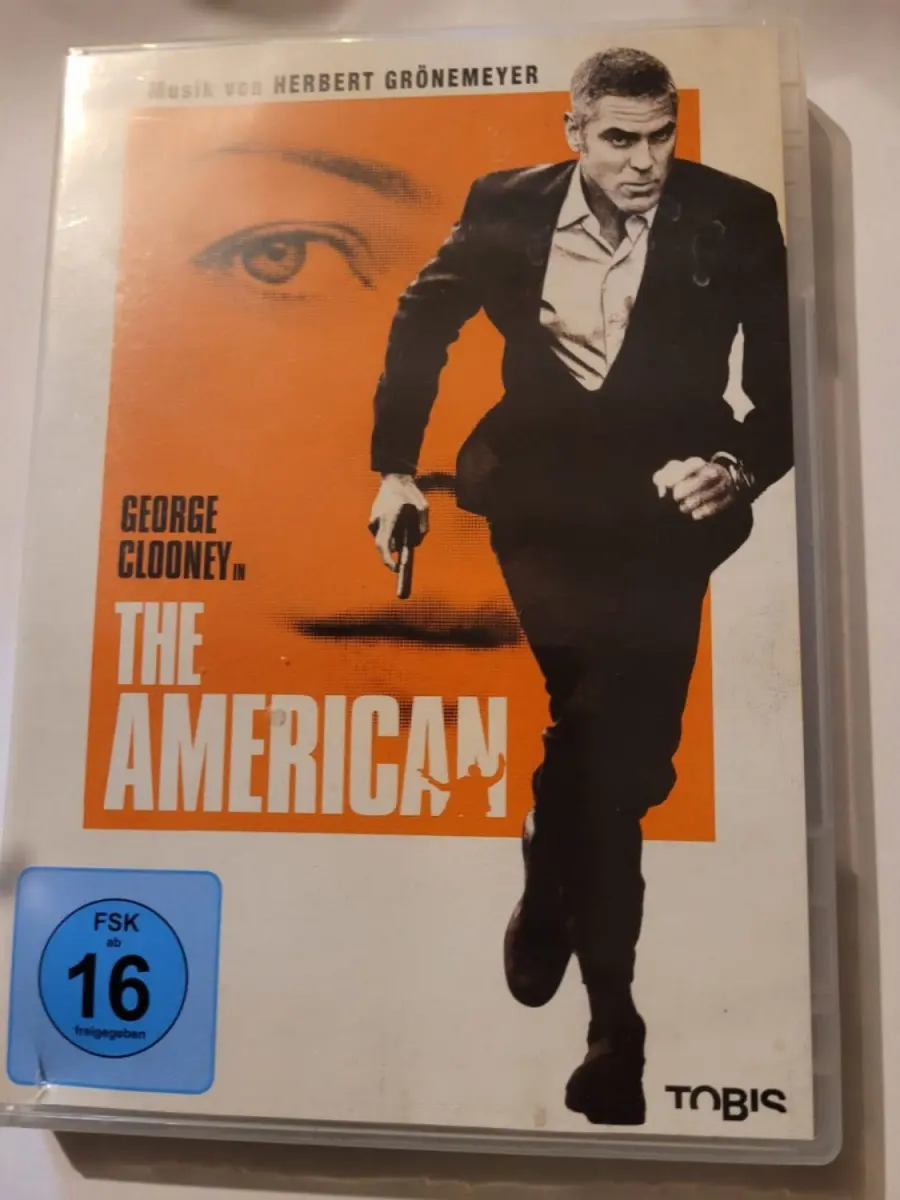 Musik von HERBERT GRÖNEMEYER
GEORGE
CLOONEY IN
THE
AMERICAN
FSK
ab
16
freigegeben
TOBIS